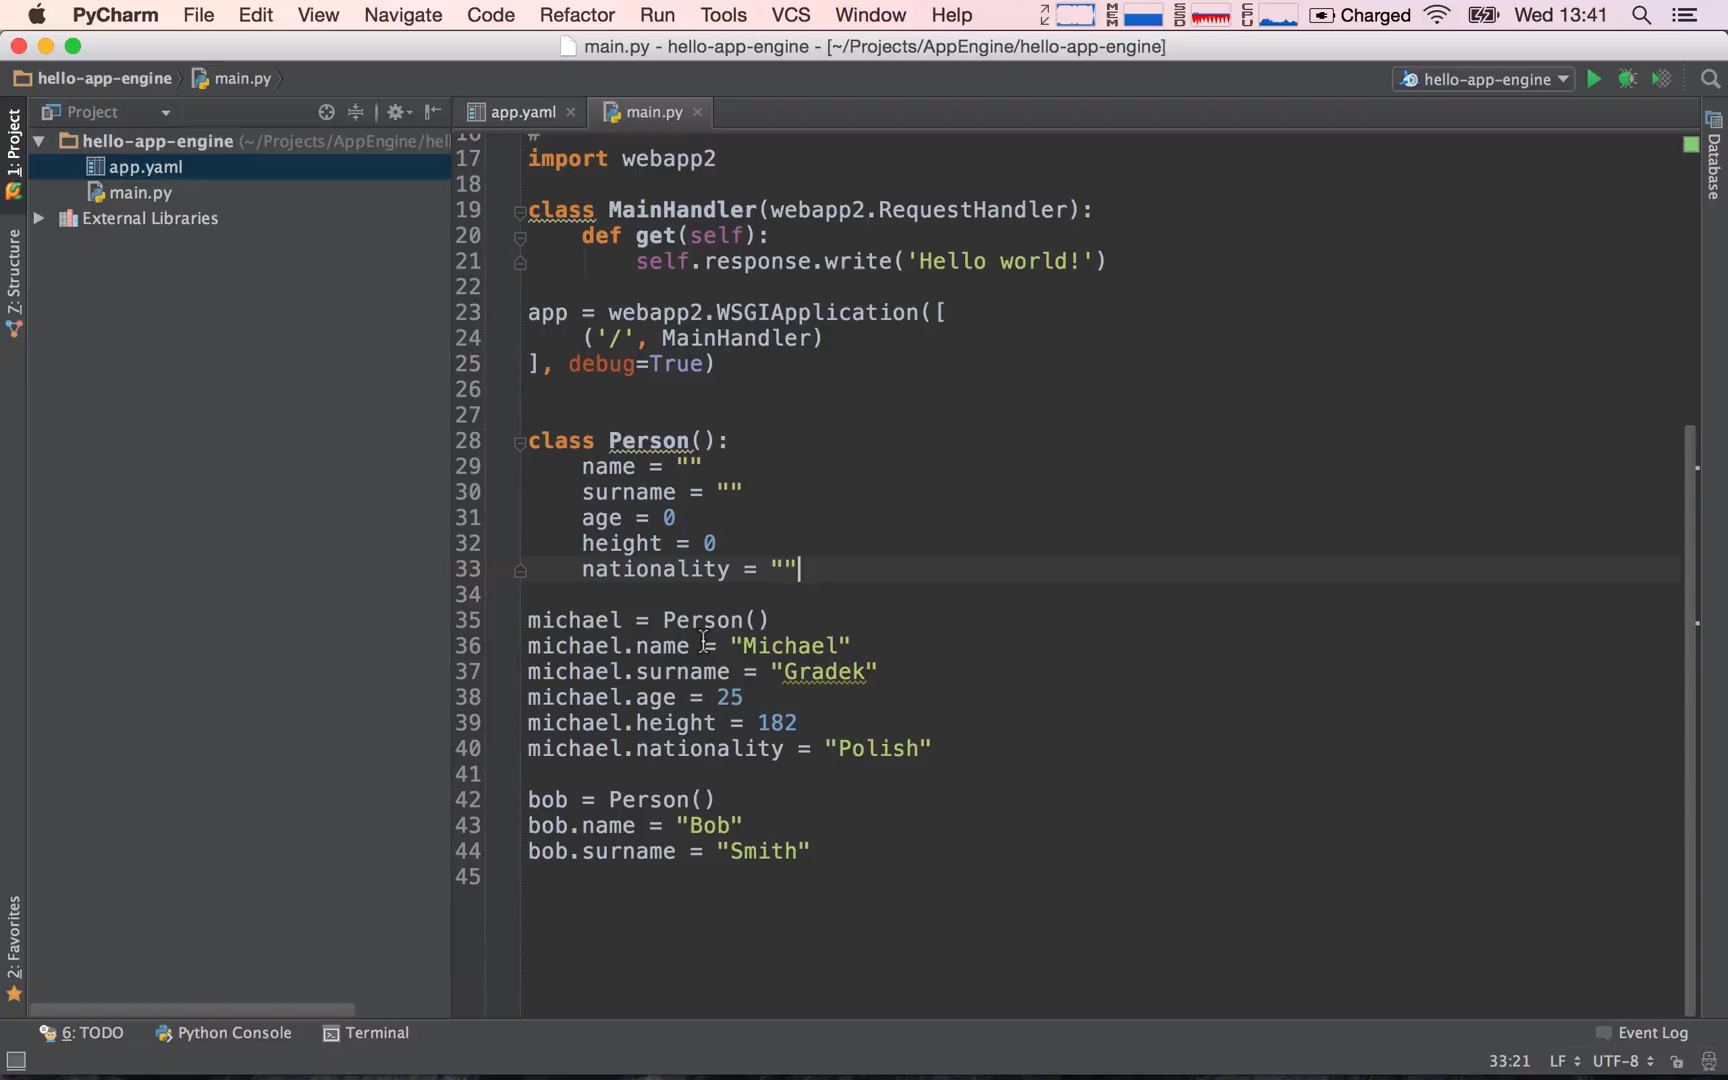 PyCharm File Edit View Navigate Code Refactor Run Tools VCS Window Help MEM SSD CPU Charged Wed 13:41
main.py - hello-app-engine - [~/Projects/AppEngine/hello-app-engine]
hello-app-engine main.py hello-app-engine
Project app.yaml main.py
1: Project
Z: Structure
2: Favorites
Database
hello-app-engine (~/Projects/AppEngine/hel
app.yaml
main.py
External Libraries
16 #
17 import webapp2
18
19 class MainHandler(webapp2.RequestHandler):
20 def get(self):
21 self.response.write('Hello world!')
22
23 app = webapp2.WSGIApplication([
24 ('/', MainHandler)
25 ], debug=True)
26
27
28 class Person():
29 name = ""
30 surname = ""
31 age = 0
32 height = 0
33 nationality = ""
34
35 michael = Person()
36 michael.name = "Michael"
37 michael.surname = "Gradek"
38 michael.age = 25
39 michael.height = 182
40 michael.nationality = "Polish"
41
42 bob = Person()
43 bob.name = "Bob"
44 bob.surname = "Smith"
45
6: TODO Python Console Terminal Event Log
33:21 LF UTF-8